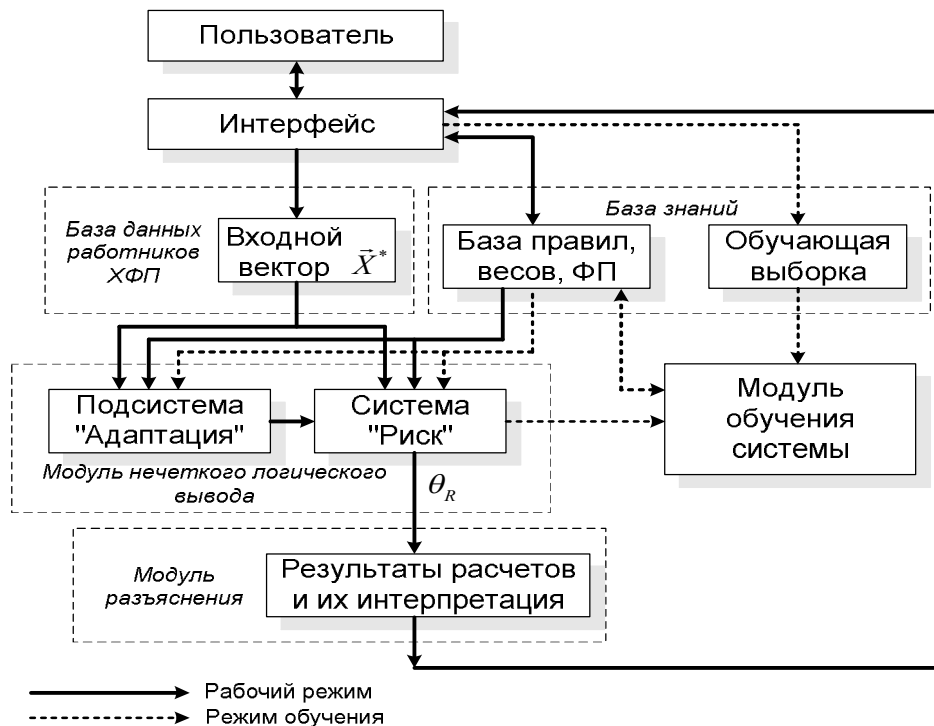 Пользователь
Интерфейс
База данных
работников
ХФП
Входной
вектор X⃗*
База знаний
База правил,
весов, ФП
Обучающая
выборка
Подсистема
"Адаптация"
Система
"Риск"
Модуль нечеткого логического
вывода
Модуль
обучения
системы
θR
Модуль
разъяснения
Результаты расчетов
и их интерпретация
Рабочий режим
Режим обучения